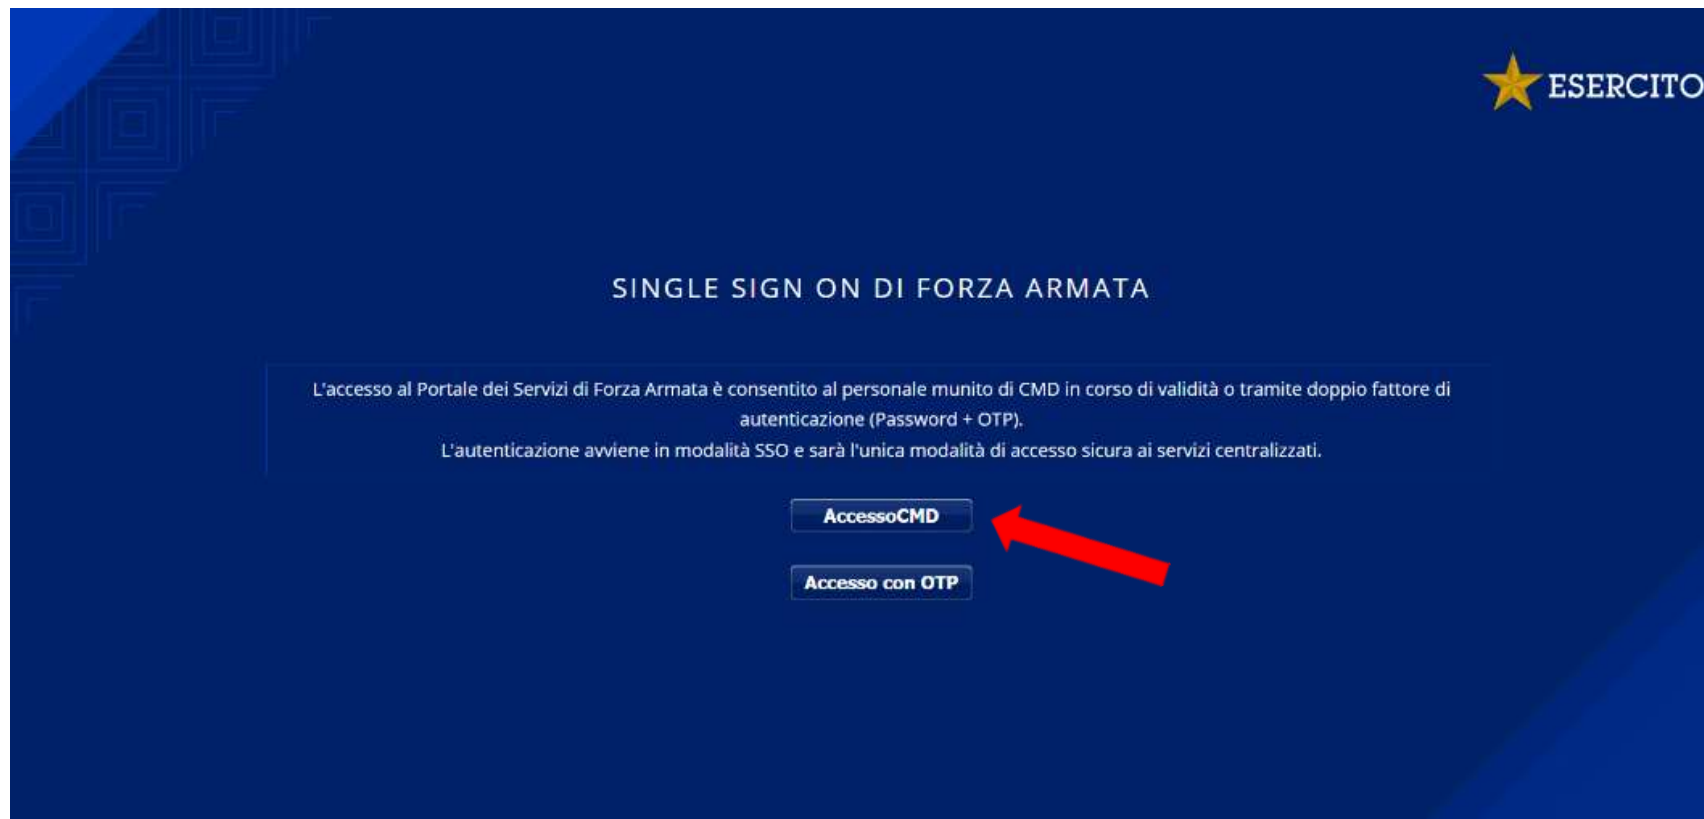 ESERCITO
SINGLE SIGN ON DI FORZA ARMATA
L'accesso al Portale dei Servizi di Forza Armata è consentito al personale munito di CMD in corso di validità o tramite doppio fattore di
autenticazione (Password + OTP).
L'autenticazione avviene in modalità SSO e sarà l'unica modalità di accesso sicura ai servizi centralizzati.
AccessoCMD
Accesso con OTP